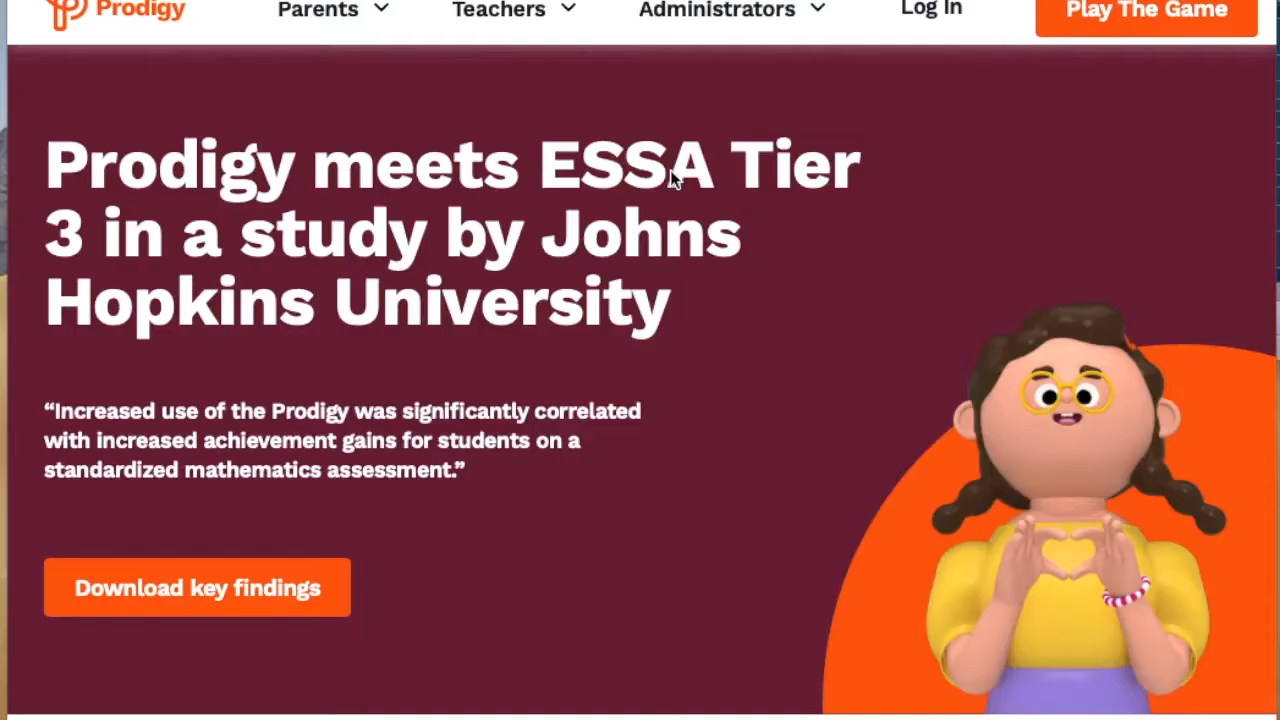 Prodigy Parents Teachers Administrators Log In Play The Game
Prodigy meets ESSA Tier
3 in a study by Johns
Hopkins University
“Increased use of the Prodigy was significantly correlated
with increased achievement gains for students on a
standardized mathematics assessment.”
Download key findings